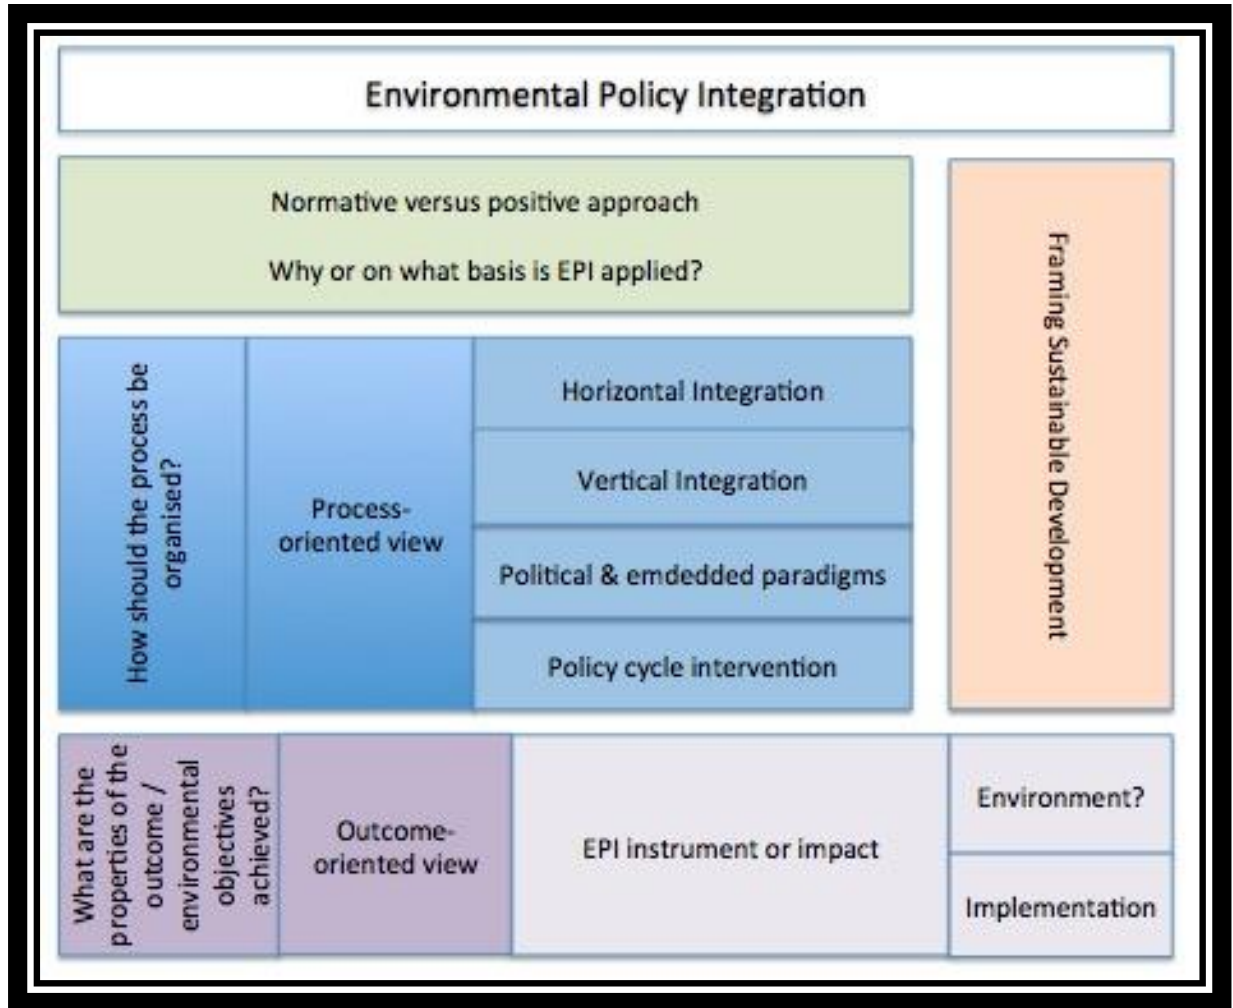 Environmental Policy Integration
Normative versus positive approach
Why or on what basis is EPI applied?
Framing Sustainable Development
How should the process be
organised?
Process-
oriented view
Horizontal Integration
Vertical Integration
Political & emdedded paradigms
Policy cycle intervention
What are the
properties of the
outcome /
environmental
objectives
achieved?
Outcome-
oriented view
EPI instrument or impact
Environment?
Implementation